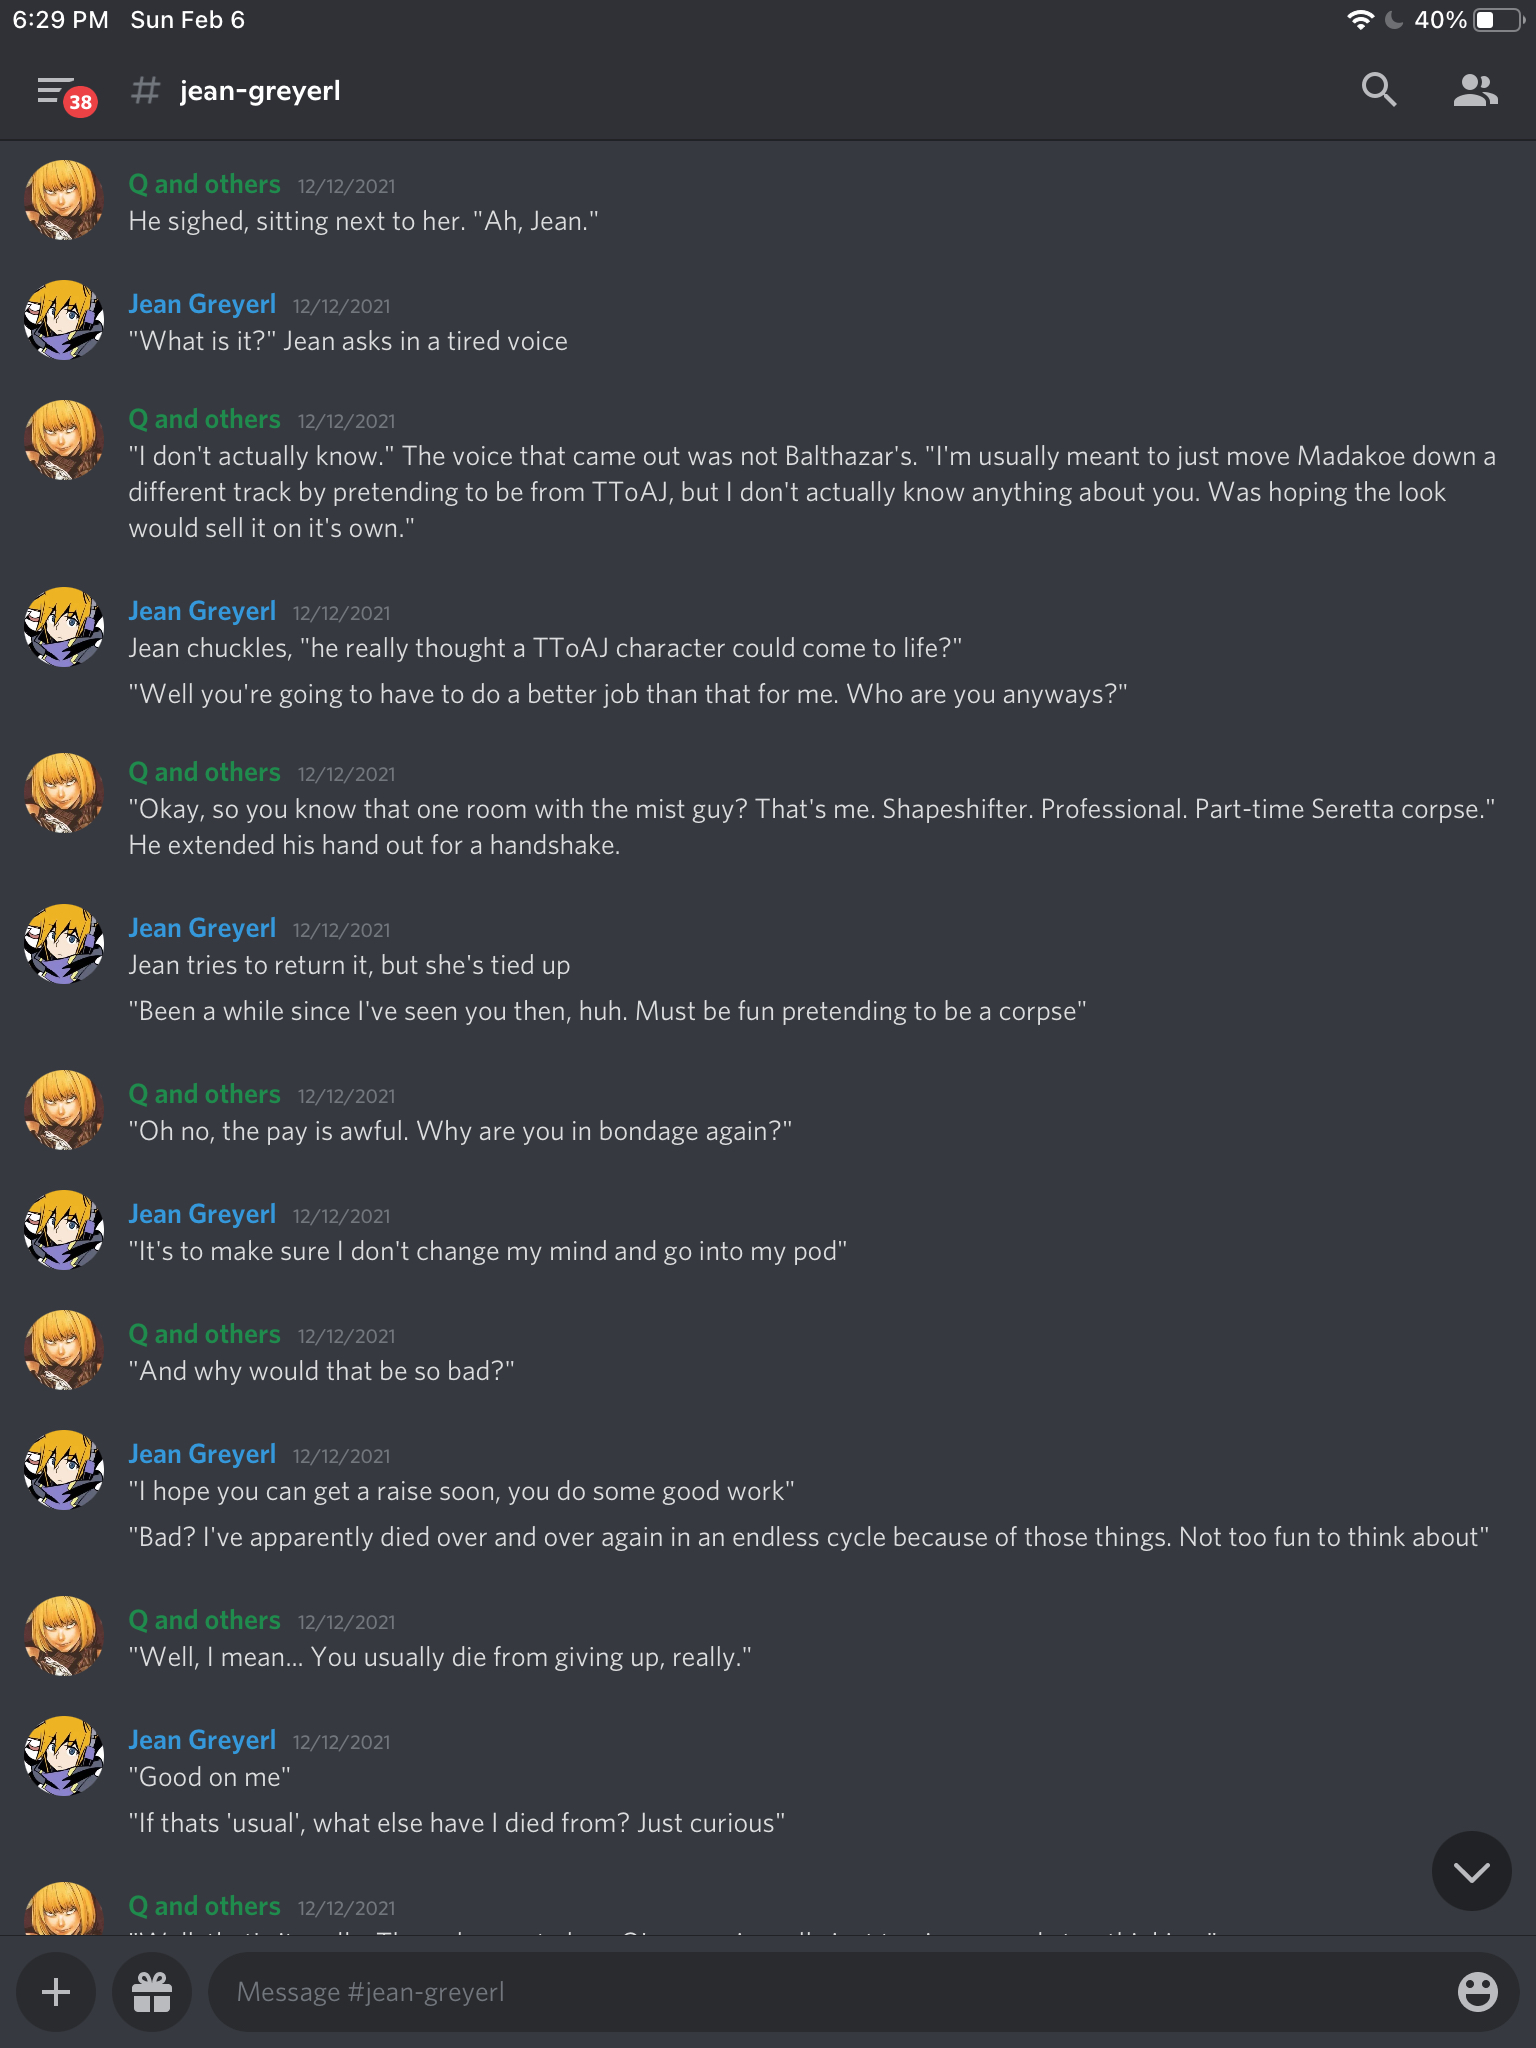 6:29 PM Sun Feb 6
40%
38
# jean-greyerl
Q and others 12/12/2021
He sighed, sitting next to her. "Ah, Jean."
Jean Greyerl 12/12/2021
"What is it?" Jean asks in a tired voice
Q and others 12/12/2021
"I don't actually know." The voice that came out was not Balthazar's. "I'm usually meant to just move Madakoe down a
different track by pretending to be from TToAJ, but I don't actually know anything about you. Was hoping the look
would sell it on it's own."
Jean Greyerl 12/12/2021
Jean chuckles, "he really thought a TToAJ character could come to life?"
"Well you're going to have to do a better job than that for me. Who are you anyways?"
Q and others 12/12/2021
"Okay, so you know that one room with the mist guy? That's me. Shapeshifter. Professional. Part-time Seretta corpse."
He extended his hand out for a handshake.
Jean Greyerl 12/12/2021
Jean tries to return it, but she's tied up
"Been a while since I've seen you then, huh. Must be fun pretending to be a corpse"
Q and others 12/12/2021
"Oh no, the pay is awful. Why are you in bondage again?"
Jean Greyerl 12/12/2021
"It's to make sure I don't change my mind and go into my pod"
Q and others 12/12/2021
"And why would that be so bad?"
Jean Greyerl 12/12/2021
"I hope you can get a raise soon, you do some good work"
"Bad? I've apparently died over and over again in an endless cycle because of those things. Not too fun to think about"
Q and others 12/12/2021
"Well, I mean... You usually die from giving up, really."
Jean Greyerl 12/12/2021
"Good on me"
"If thats 'usual', what else have I died from? Just curious"
Q and others 12/12/2021
Message #jean-greyerl